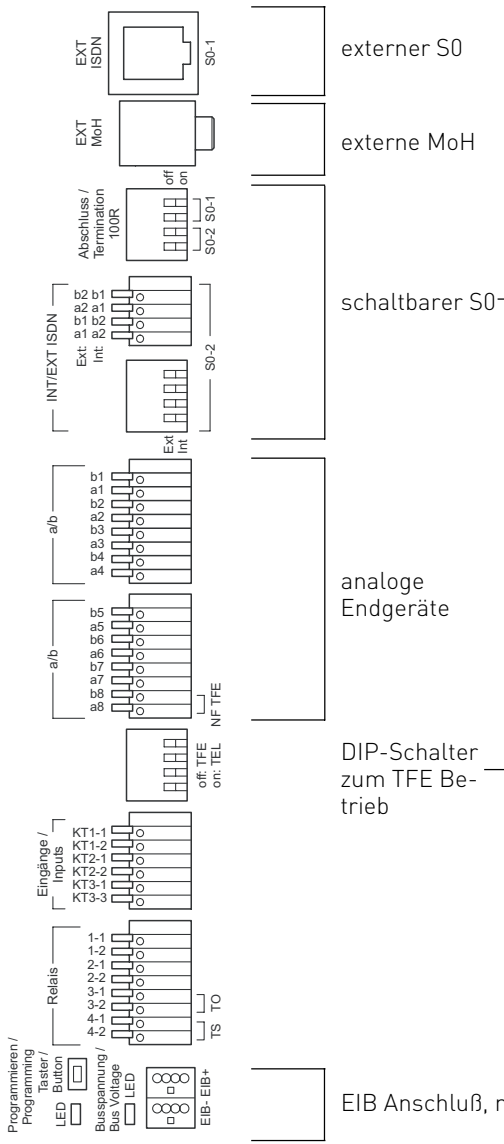 EXT
ISDN
S0-1
externer S0
EXT
MoH
externe MoH
off
on
Abschluss /
Termination
100R
S0-2 S0-1
schaltbarer S0
INT/EXT ISDN
Ext:
Int:
b2 b1
a2 a1
b1 b2
a1 a2
S0-2
Ext
Int
a/b
b1
a1
b2
a2
b3
a3
b4
a4
analoge
Endgeräte
a/b
b5
a5
b6
a6
b7
a7
b8
a8
NF TFE
off: TFE
on: TEL
DIP-Schalter
zum TFE Be-
trieb
Eingänge /
Inputs
KT1-1
KT1-2
KT2-1
KT2-2
KT3-1
KT3-3
Relais
1-1
1-2
2-1
2-2
3-1
3-2
4-1
4-2
TO
TS
Programmieren /
Programming
Taster /
Button
LED
Busspannung /
Bus Voltage
LED
EIB- EIB+
EIB Anschluß,